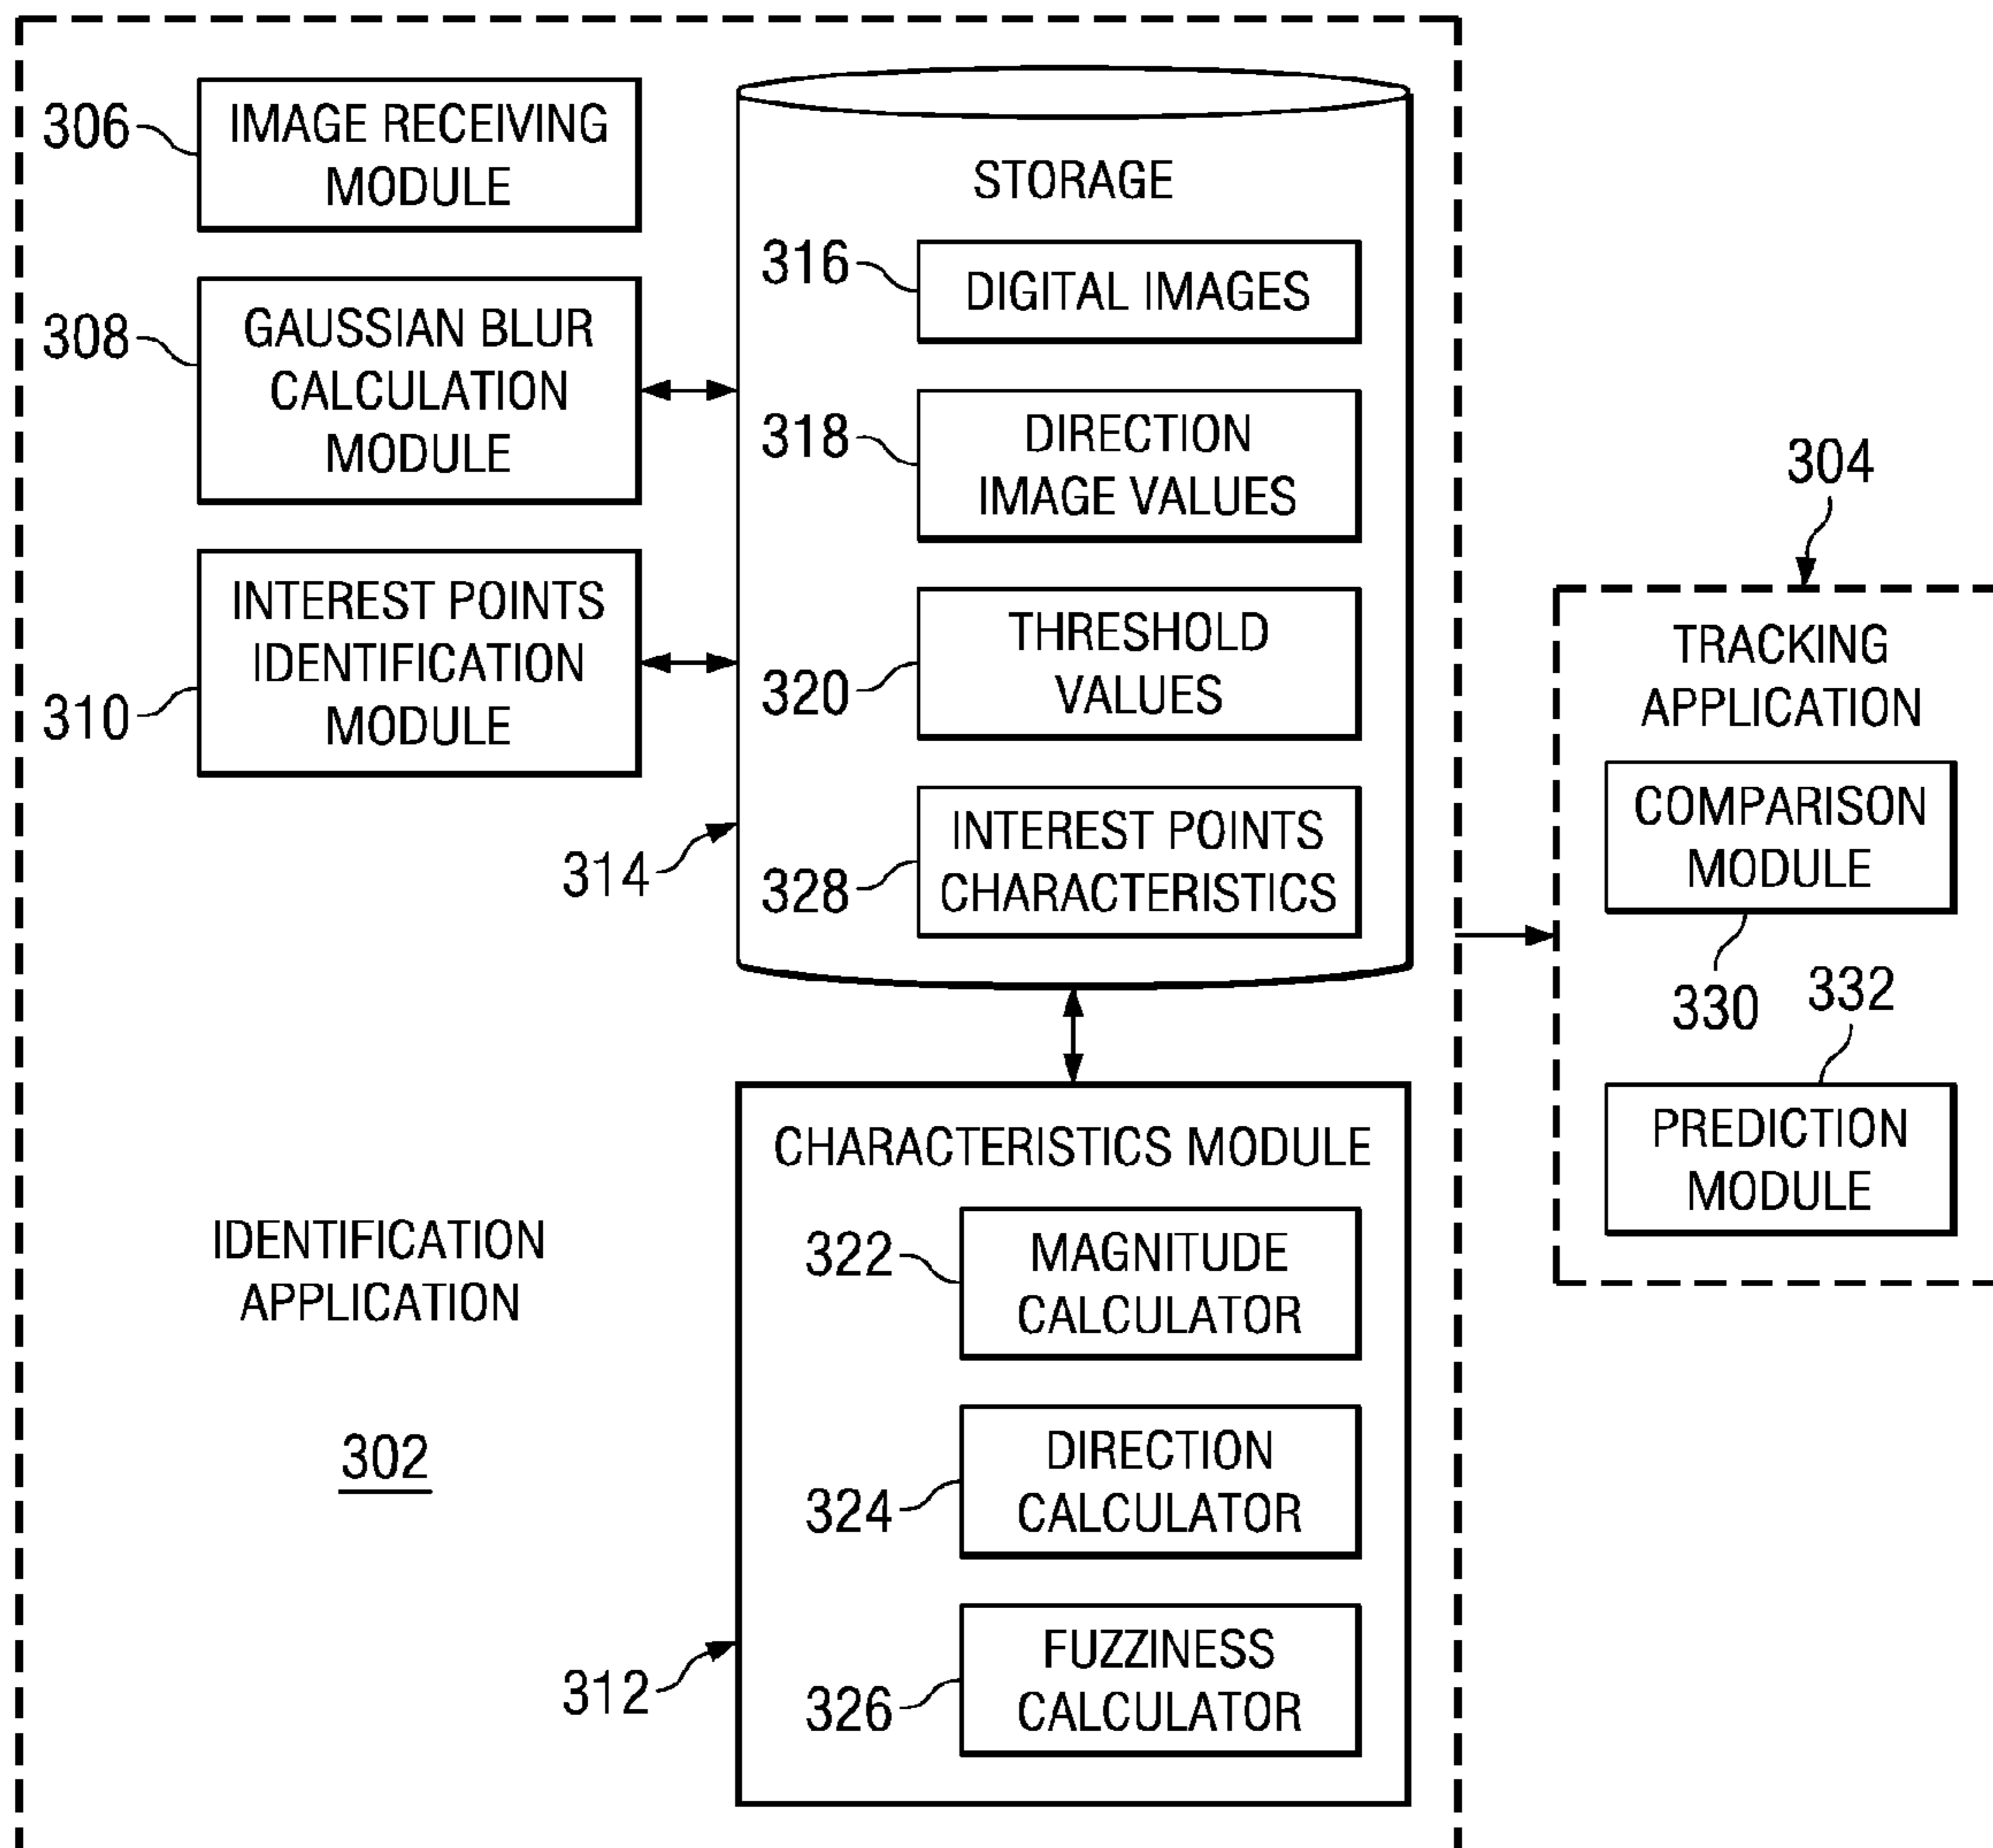 306
IMAGE RECEIVING
MODULE
308
GAUSSIAN BLUR
CALCULATION
MODULE
310
INTEREST POINTS
IDENTIFICATION
MODULE
STORAGE
316
DIGITAL IMAGES
318
DIRECTION
IMAGE VALUES
320
THRESHOLD
VALUES
314
328
INTEREST POINTS
CHARACTERISTICS
304
TRACKING
APPLICATION
COMPARISON
MODULE
330
332
PREDICTION
MODULE
CHARACTERISTICS MODULE
322
MAGNITUDE
CALCULATOR
324
DIRECTION
CALCULATOR
312
326
FUZZINESS
CALCULATOR
IDENTIFICATION
APPLICATION
302